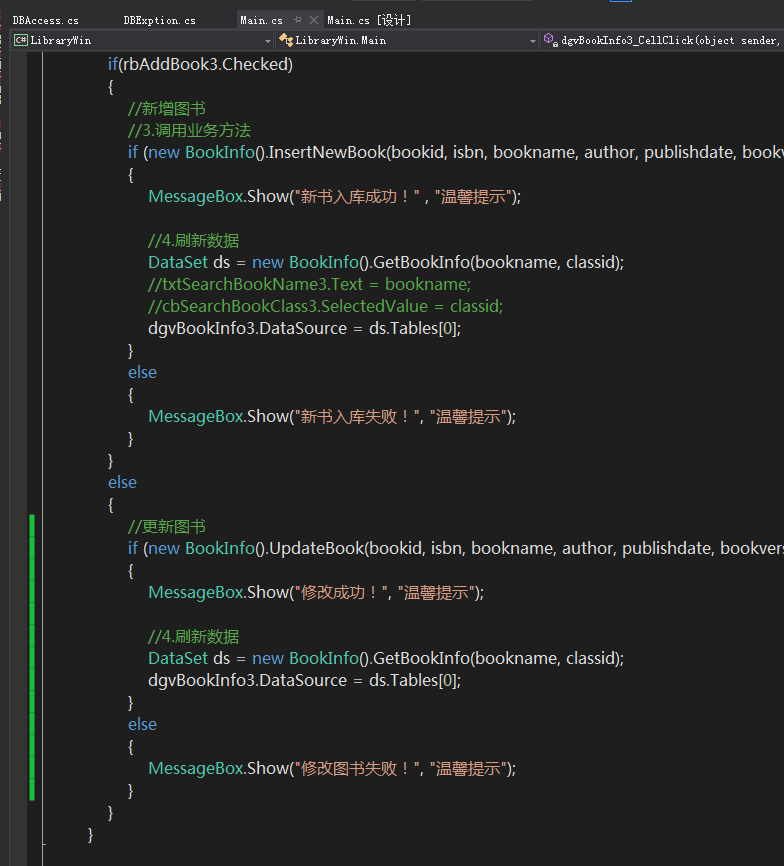 DBAccess.cs DBExption.cs Main.cs Main.cs [设计]
C# LibraryWin LibraryWin.Main dgvBookInfo3_CellClick(object sender,
if(rbAddBook3.Checked)
{
//新增图书
//3.调用业务方法
if (new BookInfo().InsertNewBook(bookid, isbn, bookname, author, publishdate, bookv
{
MessageBox.Show("新书入库成功！" , "温馨提示");
//4.刷新数据
DataSet ds = new BookInfo().GetBookInfo(bookname, classid);
//txtSearchBookName3.Text = bookname;
//cbSearchBookClass3.SelectedValue = classid;
dgvBookInfo3.DataSource = ds.Tables[0];
}
else
{
MessageBox.Show("新书入库失败！", "温馨提示");
}
}
else
{
//更新图书
if (new BookInfo().UpdateBook(bookid, isbn, bookname, author, publishdate, bookvers
{
MessageBox.Show("修改成功！", "温馨提示");
//4.刷新数据
DataSet ds = new BookInfo().GetBookInfo(bookname, classid);
dgvBookInfo3.DataSource = ds.Tables[0];
}
else
{
MessageBox.Show("修改图书失败！", "温馨提示");
}
}
}